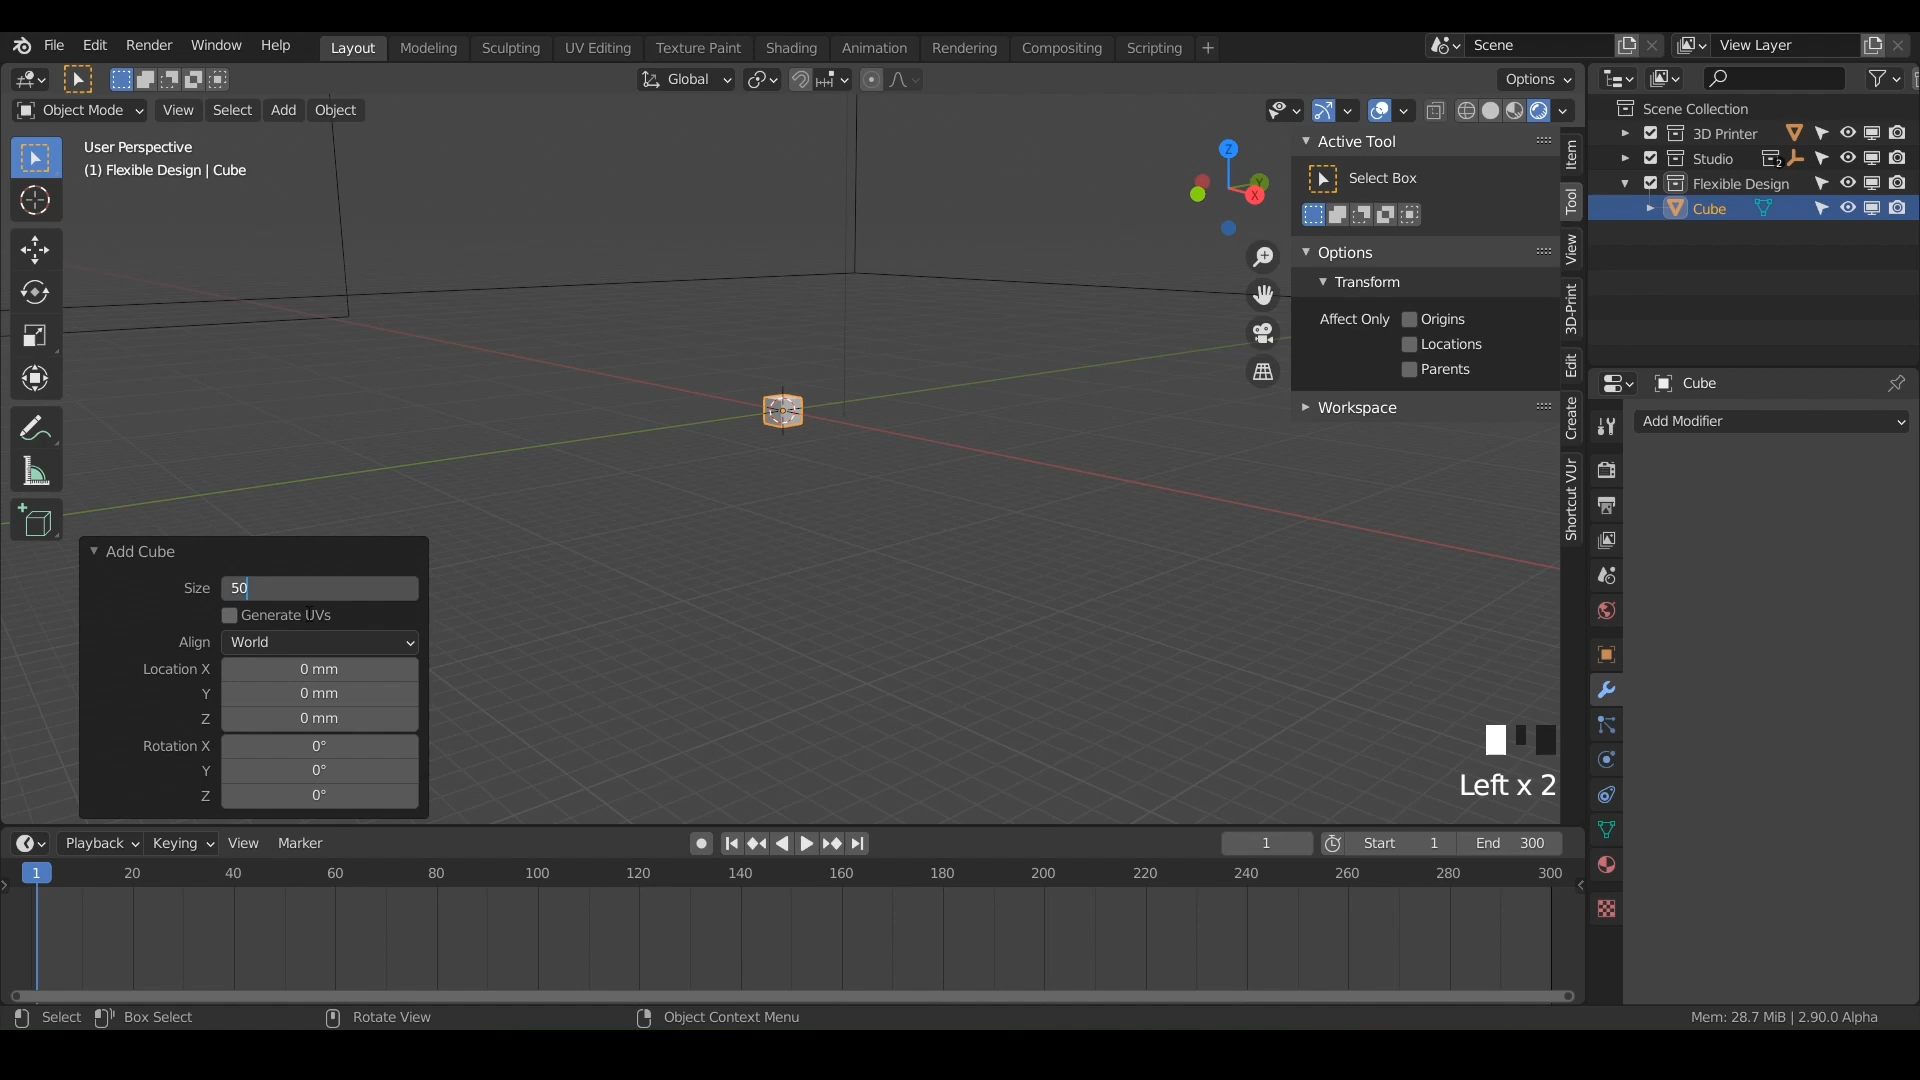 File Edit Render Window Help Layout Modeling Sculpting UV Editing Texture Paint Shading Animation Rendering Compositing Scripting + Scene View Layer
Global Options
Object Mode View Select Add Object
User Perspective
(1) Flexible Design | Cube
Z
Y
X
Active Tool
Select Box
Options
Transform
Affect Only Origins
Locations
Parents
Workspace
Item
Tool
View
3D-Print
Edit
Create
Shortcut VUr
Scene Collection
3D Printer
Studio 2
Flexible Design
Cube
Cube
Add Modifier
Add Cube
Size 50
Generate UVs
Align World
Location X 0 mm
Y 0 mm
Z 0 mm
Rotation X 0°
Y 0°
Z 0°
Left x 2
Playback Keying View Marker 1 Start 1 End 300
1 20 40 60 80 100 120 140 160 180 200 220 240 260 280 300
Select Box Select Rotate View Object Context Menu Mem: 28.7 MiB | 2.90.0 Alpha